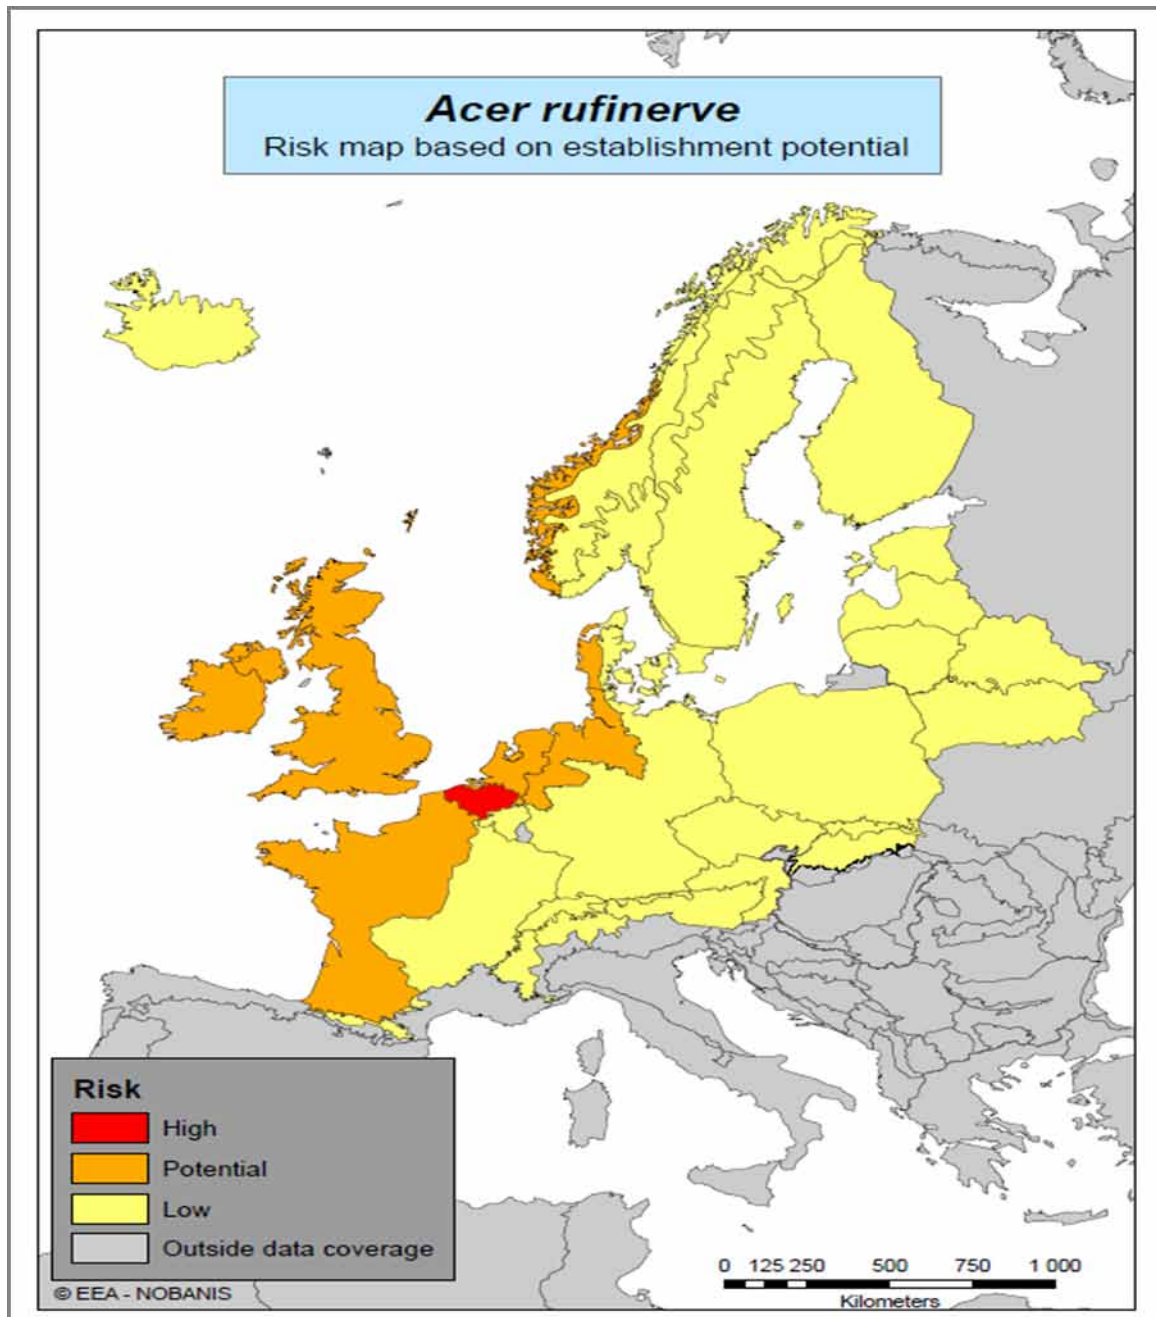 Acer rufinerve
Risk map based on establishment potential
Risk
High
Potential
Low
Outside data coverage
© EEA - NOBANIS
0 125 250 500 750 1 000
Kilometers